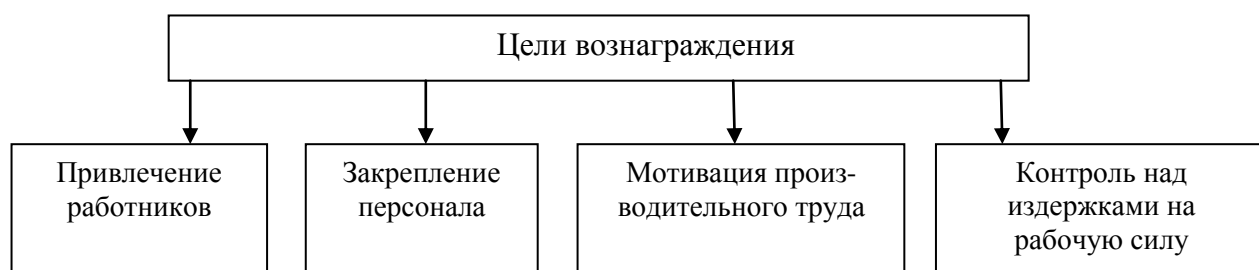 Цели вознаграждения
Привлечение
работников
Закрепление
персонала
Мотивация произ-
водительного труда
Контроль над
издержками на
рабочую силу